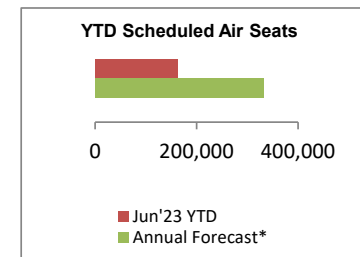 YTD Scheduled Air Seats
0 200,000 400,000
Jun'23 YTD
Annual Forecast*